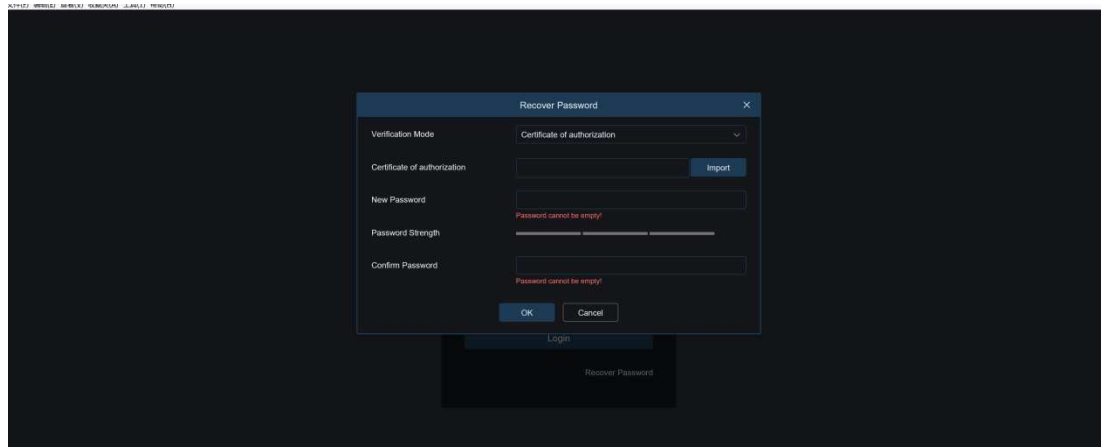 Recover Password
Verification Mode
Certificate of authorization
Certificate of authorization
Import
New Password
Password cannot be empty!
Password Strength
Confirm Password
Password cannot be empty!
OK
Cancel
Login
Recover Password